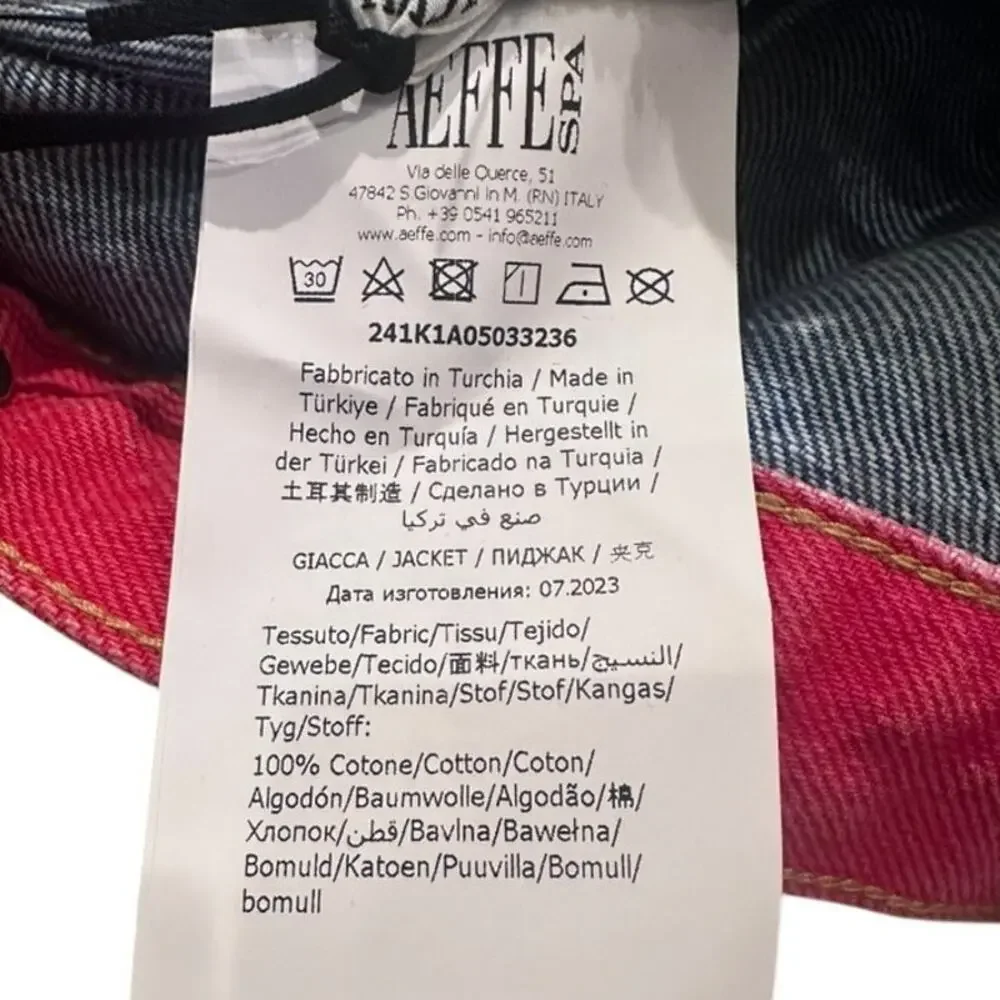 AEFFE SPA
Via delle Querce, 51
47842 S.Giovanni in M. (RN) ITALY
Ph. +39 0541 965211
www.aeffe.com - info@aeffe.com
30
241K1A05033236
Fabbricato in Turchia / Made in
Türkiye / Fabriqué en Turquie /
Hecho en Turquía / Hergestellt in
der Türkei / Fabricado na Turquia /
土耳其制造 / Сделано в Турции /
صنع في تركيا
GIACCA / JACKET / ПИДЖАК / 夹克
Дата изготовления: 07.2023
Tessuto/Fabric/Tissu/Tejido/
Gewebe/Tecido/面料/ткань/النسيج/
Tkanina/Tkanina/Stof/Stof/Kangas/
Tyg/Stoff:
100% Cotone/Cotton/Coton/
Algodón/Baumwolle/Algodão/棉/
Хлопок/قطن/Bavlna/Bawełna/
Bomuld/Katoen/Puuvilla/Bomull/
bomull